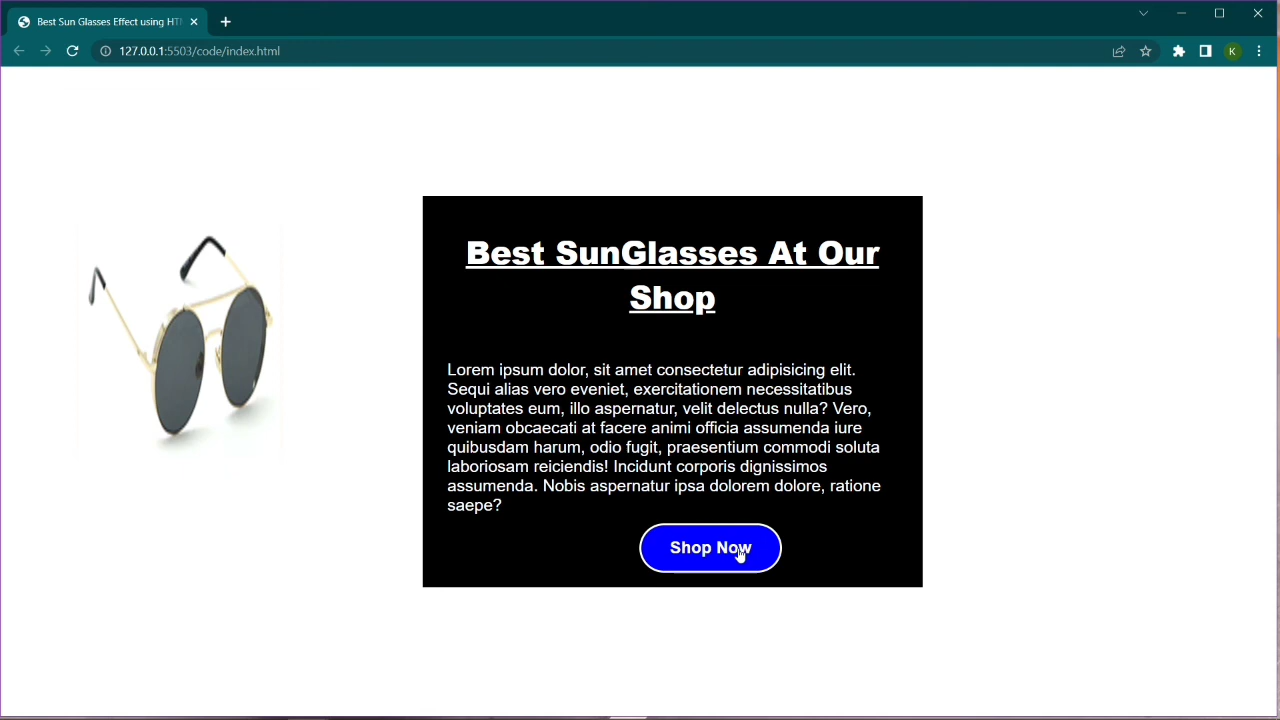 Best Sun Glasses Effect using HT
127.0.0.1:5503/code/index.html
K
Best SunGlasses At Our
Shop
Lorem ipsum dolor, sit amet consectetur adipisicing elit.
Sequi alias vero eveniet, exercitationem necessitatibus
voluptates eum, illo aspernatur, velit delectus nulla? Vero,
veniam obcaecati at facere animi officia assumenda iure
quibusdam harum, odio fugit, praesentium commodi soluta
laboriosam reiciendis! Incidunt corporis dignissimos
assumenda. Nobis aspernatur ipsa dolorem dolore, ratione
saepe?
Shop Now